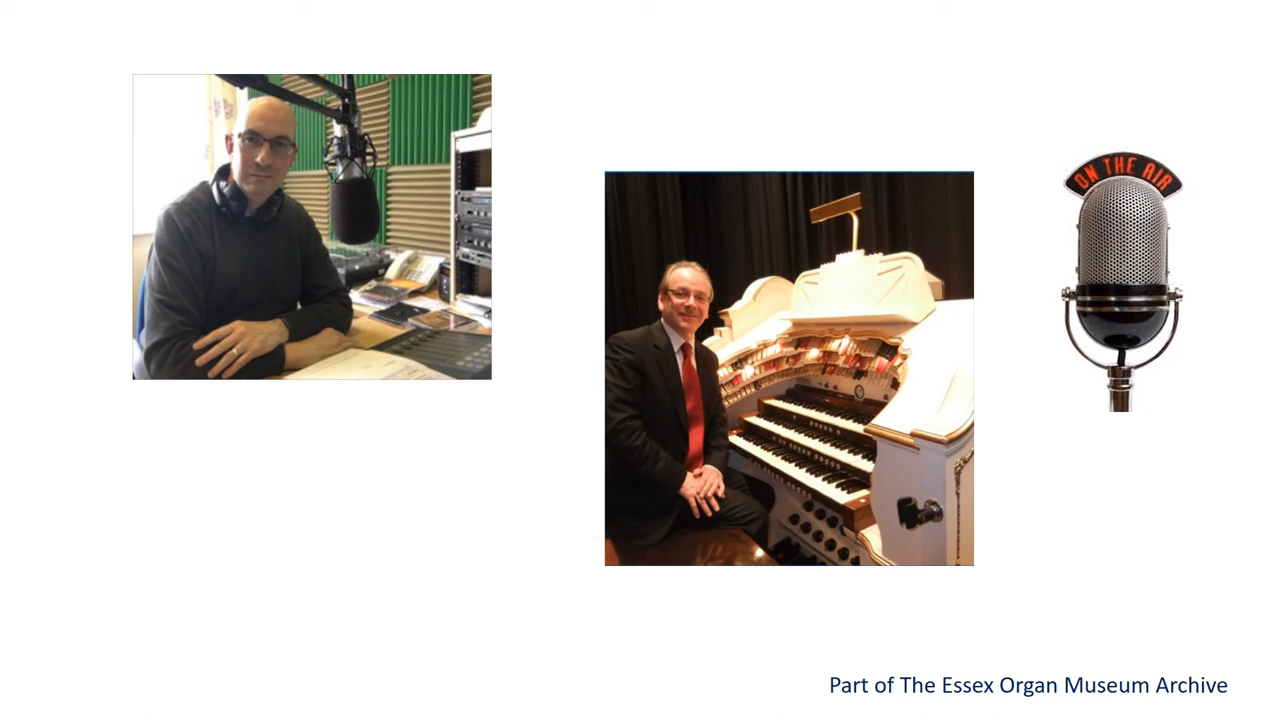 ON THE AIR
Part of The Essex Organ Museum Archive